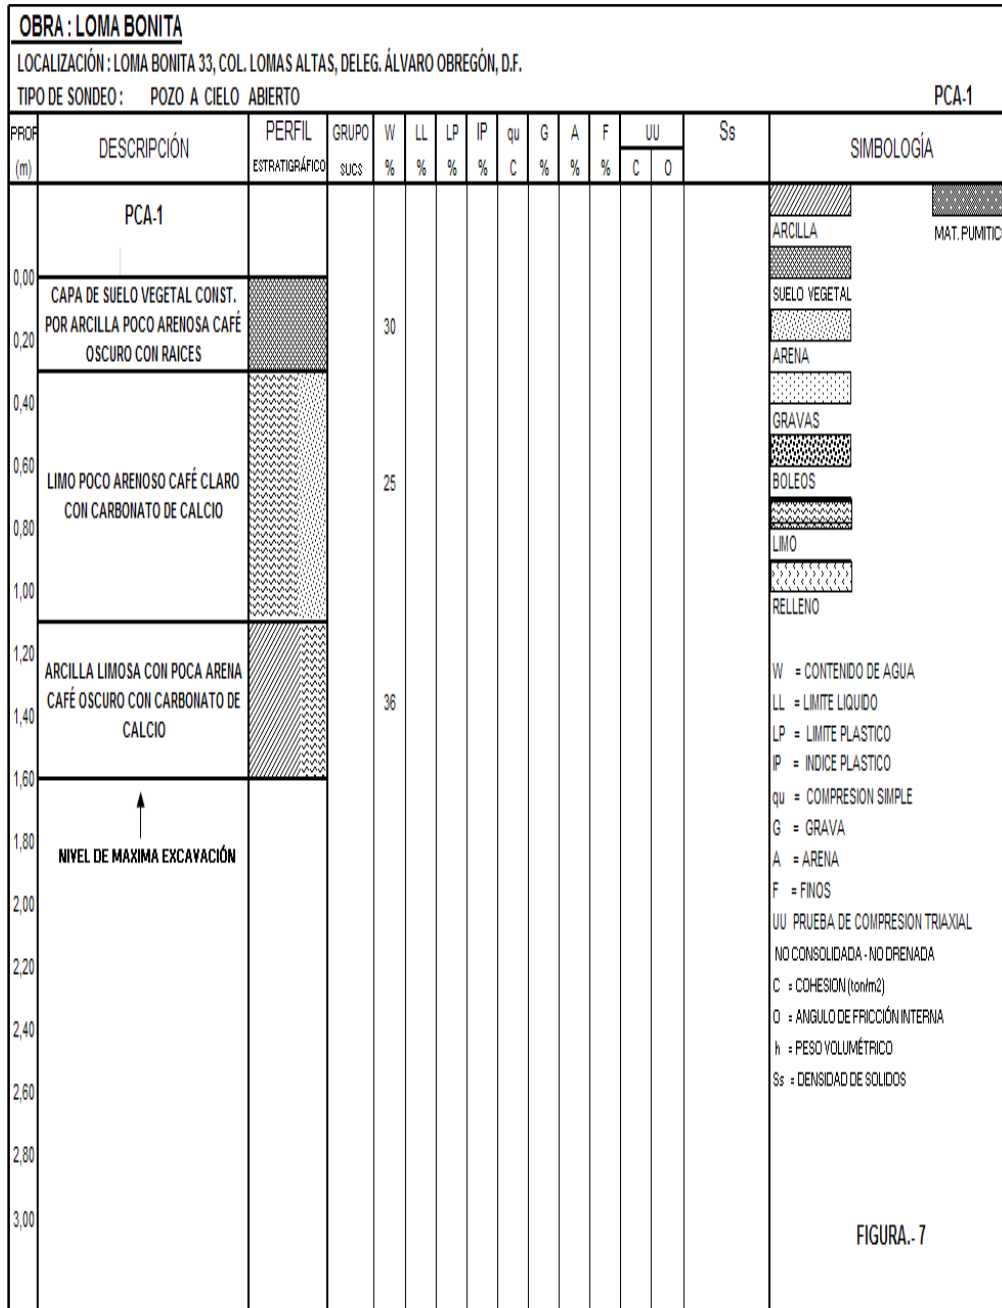 OBRA : LOMA BONITA
LOCALIZACIÓN : LOMA BONITA 33, COL. LOMAS ALTAS, DELEG. ÁLVARO OBREGÓN, D.F.
TIPO DE SONDEO : POZO A CIELO ABIERTO PCA-1
PROF DESCRIPCIÓN PERFIL GRUPO W LL LP IP qu G A F UU Ss SIMBOLOGÍA
(m) ESTRATIGRÁFICO SUCS % % % % C % % % C O
PCA-1
0,00
CAPA DE SUELO VEGETAL CONST.
POR ARCILLA POCO ARENOSA CAFÉ
OSCURO CON RAICES
30
0,20
0,40
0,60
LIMO POCO ARENOSO CAFÉ CLARO
CON CARBONATO DE CALCIO
25
0,80
1,00
1,20
ARCILLA LIMOSA CON POCA ARENA
CAFÉ OSCURO CON CARBONATO DE
CALCIO
36
1,40
1,60
1,80
NIVEL DE MAXIMA EXCAVACIÓN
2,00
2,20
2,40
2,60
2,80
3,00
ARCILLA
MAT. PUMITIC
SUELO VEGETAL
ARENA
GRAVAS
BOLEOS
LIMO
RELLENO
W = CONTENIDO DE AGUA
LL = LIMITE LIQUIDO
LP = LIMITE PLASTICO
IP = INDICE PLASTICO
qu = COMPRESION SIMPLE
G = GRAVA
A = ARENA
F = FINOS
UU PRUEBA DE COMPRESION TRIAXIAL
NO CONSOLIDADA - NO DRENADA
C = COHESION (ton/m2)
O = ANGULO DE FRICCIÓN INTERNA
h = PESO VOLUMÉTRICO
Ss = DENSIDAD DE SOLIDOS
FIGURA.- 7